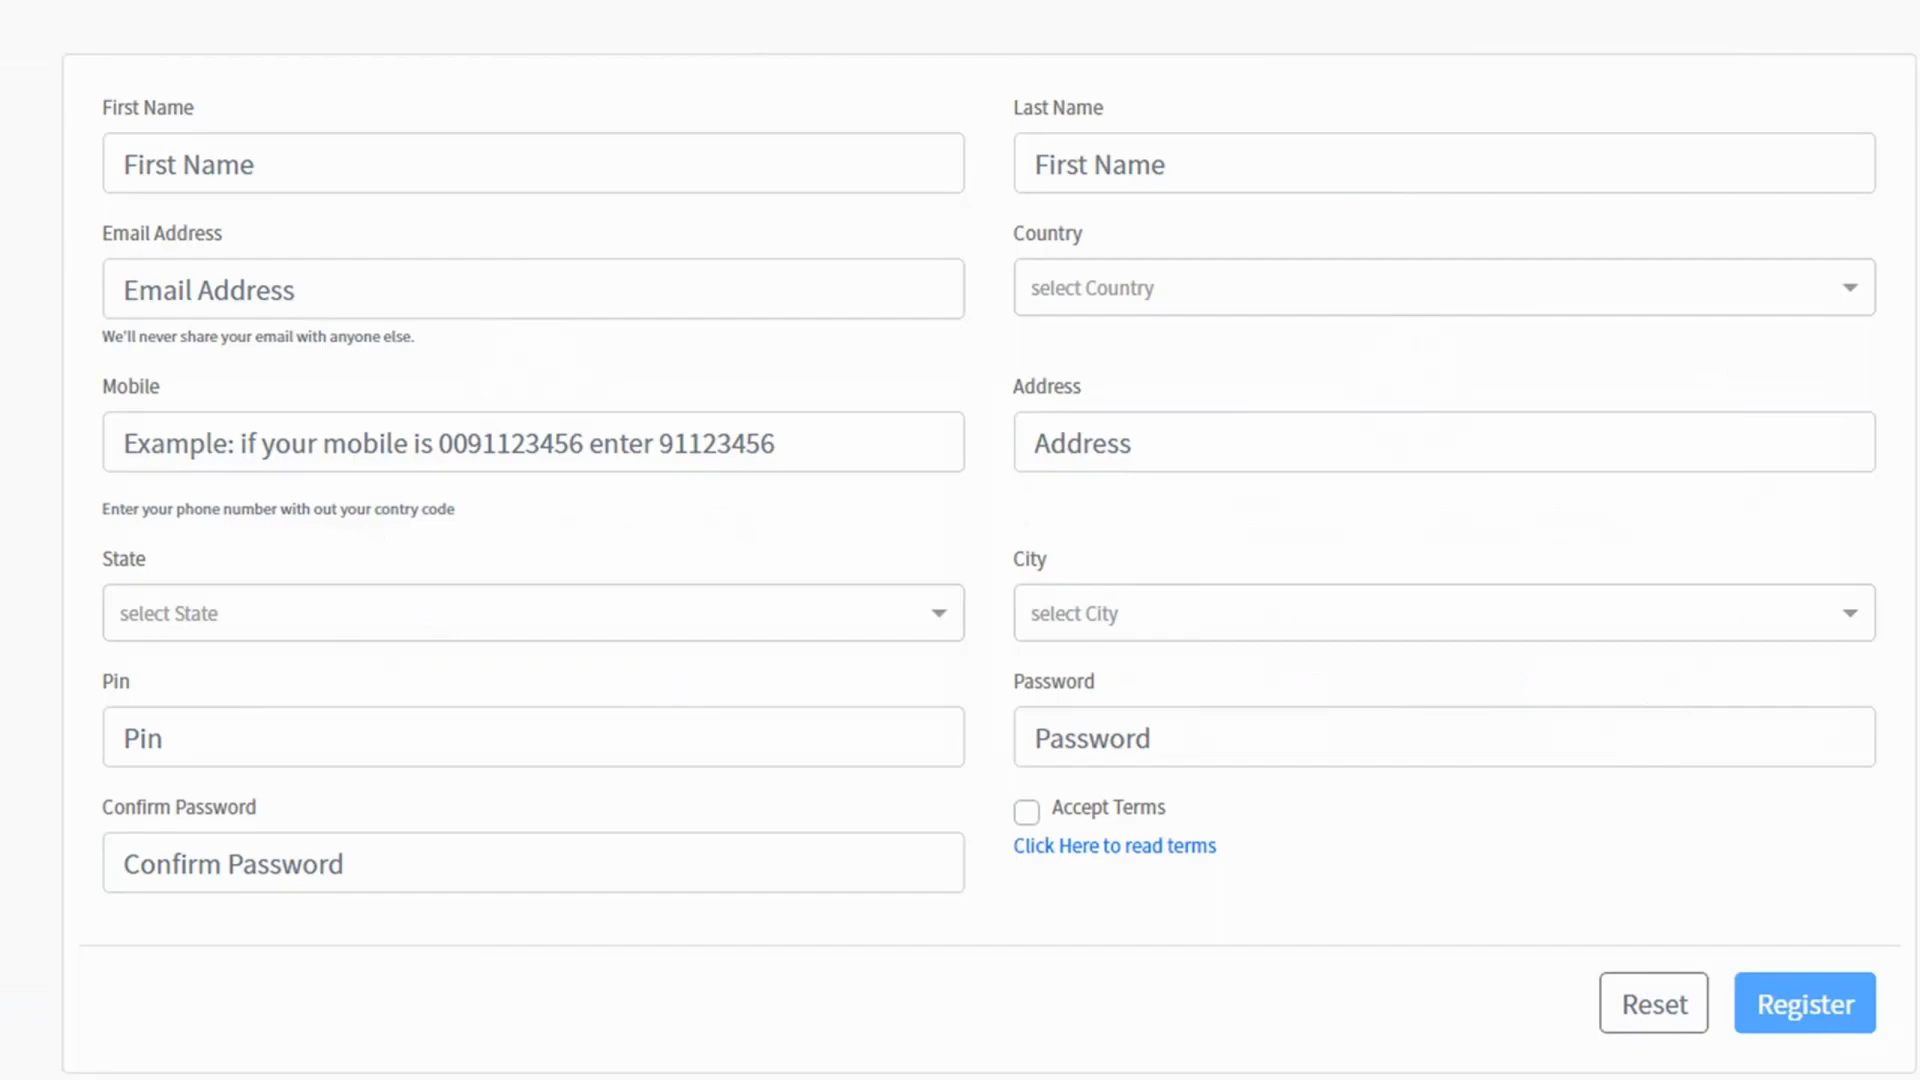 First Name
Last Name
First Name
First Name
Email Address
Country
Email Address
select Country
We'll never share your email with anyone else.
Mobile
Address
Example: if your mobile is 0091123456 enter 91123456
Address
Enter your phone number with out your contry code
State
City
select State
select City
Pin
Password
Pin
Password
Confirm Password
Accept Terms
Click Here to read terms
Confirm Password
Reset
Register